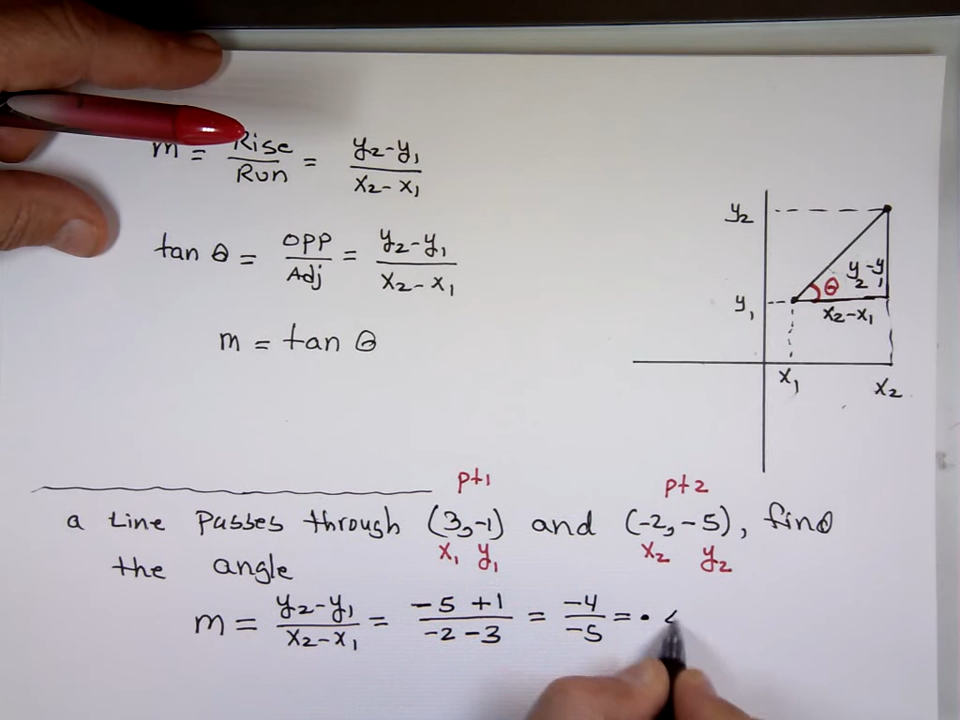 m = Rise/Run = y₂-y₁/x₂-x₁
tan θ = opp/Adj = y₂-y₁/x₂-x₁
m = tan θ
y₂
y₂-y₁
θ
y₁
x₂-x₁
x₁
x₂
pt1 pt2
a Line Passes through (3,-1) and (-2,-5), find
x₁ y₁ x₂ y₂
the angle
m = y₂-y₁/x₂-x₁ = -5+1/-2-3 = -4/-5 = .